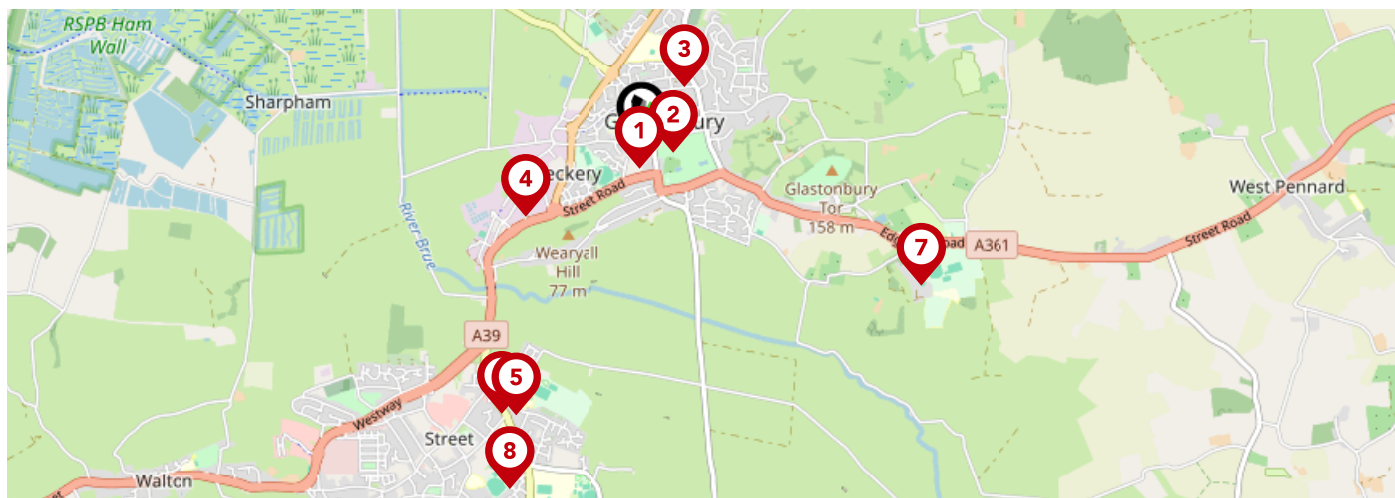 RSPB Ham
Wall
Sharpham
3
2
1
4
Street Road
River Brue
Wearyall
Hill
77 m
Glastonbury
Tor
158 m
7
A361
West Pennard
Street Road
A39
5
Westway
Street
8
Walton